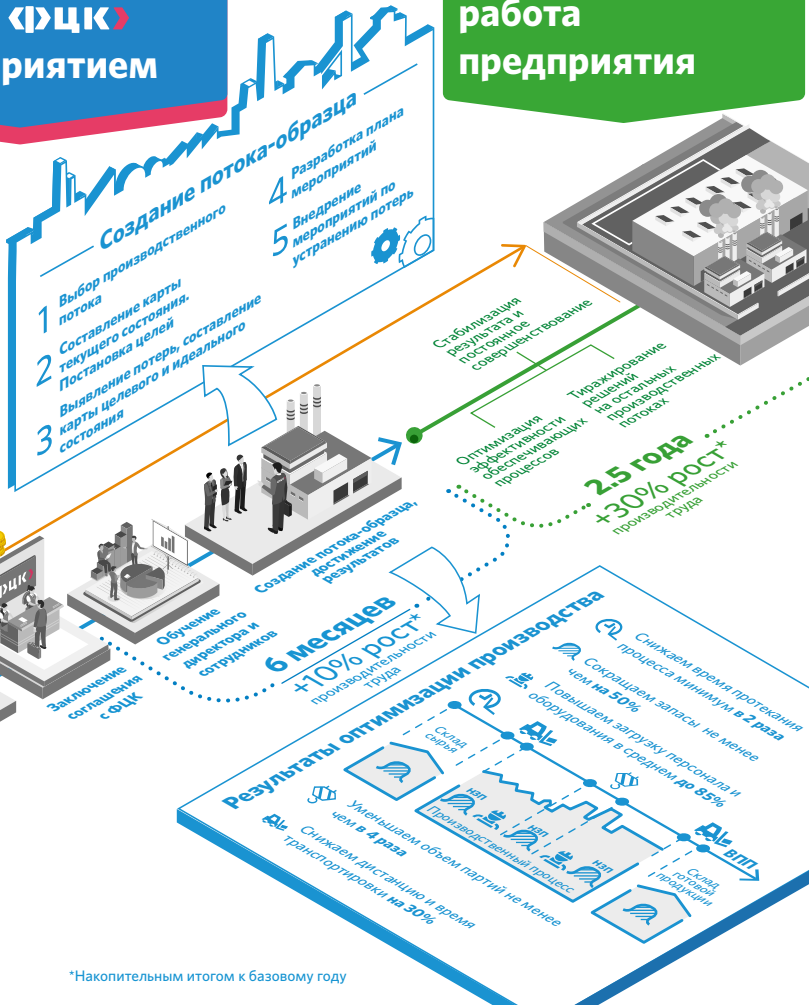 ФЦК
риятием
работа
предприятия
Создание потока-образца
1 Выбор производственного
потока
2 Составление карты
текущего состояния.
Постановка целей
3 Выявление потерь, составление
карты целевого и идеального
состояния
4 Разработка плана
мероприятий
5 Внедрение
мероприятий по
устранению потерь
Стабилизация
результата и
постоянное
совершенствование
Тиражирование
решений
на остальных
производственных
потоках
Оптимизация
эффективности
обеспечивающих
процессов
2.5 года
+30% рост*
производительности
труда
ФЦК
Заключение
соглашения
с ФЦК
Обучение
генерального
директора и
сотрудников
Создание потока-образца,
достижение
результатов
6 месяцев
+10% рост*
производительности
труда
Результаты оптимизации производства
Снижаем время протекания
процесса минимум в 2 раза
Сокращаем запасы не менее
чем на 50%
Повышаем загрузку персонала и
оборудования в среднем до 85%
Склад
сырья
нзп
нзп
нзп
Производственный процесс
ВПП
Склад
готовой
продукции
Уменьшаем объем партий не менее
чем в 4 раза
Снижаем дистанцию и время
транспортировки на 30%
*Накопительным итогом к базовому году